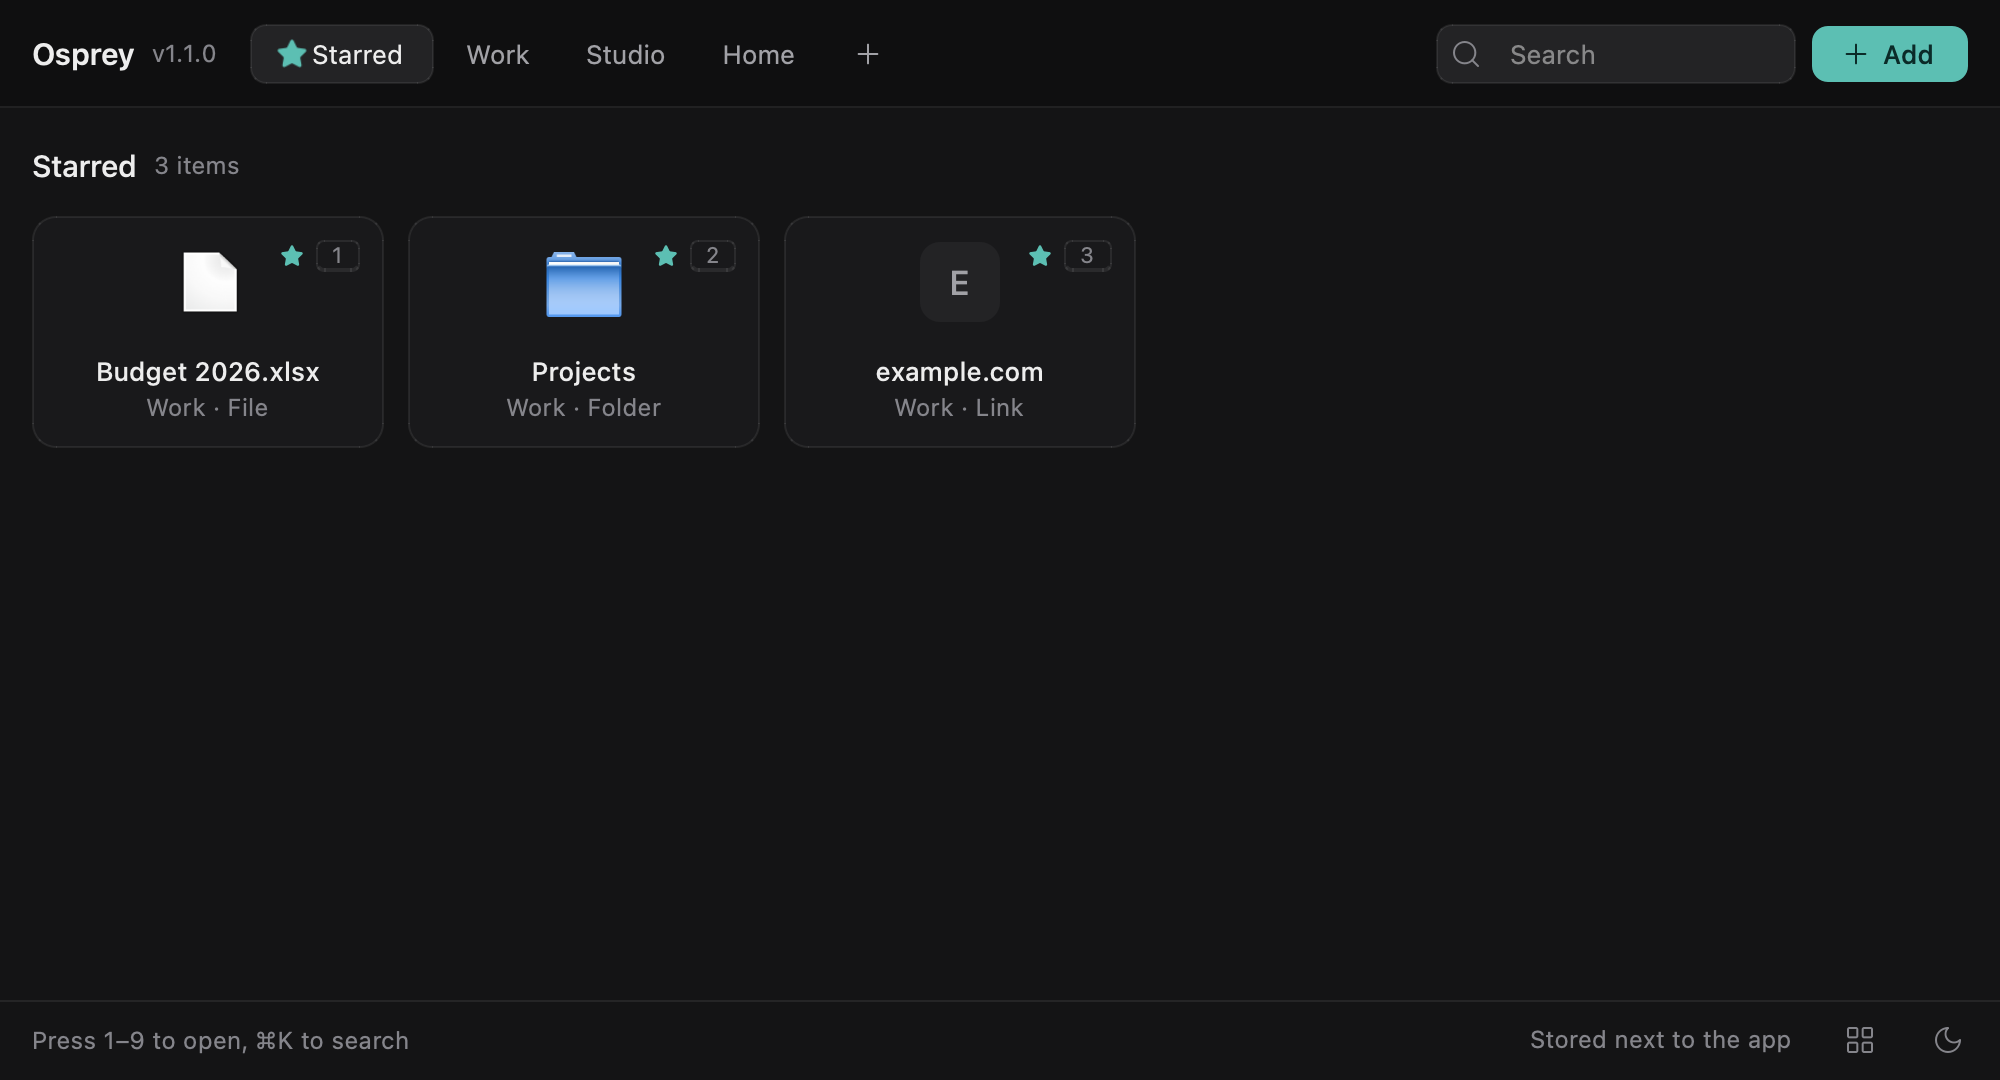 Osprey v1.1.0 Starred Work Studio Home Search Add
Starred 3 items
1 2 E 3
Budget 2026.xlsx Projects example.com
Work · File Work · Folder Work · Link
Press 1–9 to open, ⌘K to search Stored next to the app